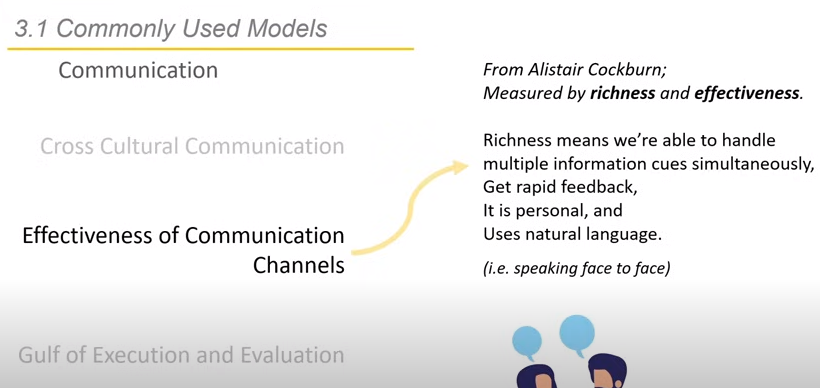 3.1 Commonly Used Models
Communication
Cross Cultural Communication
Effectiveness of Communication
Channels
Gulf of Execution and Evaluation
From Alistair Cockburn;
Measured by richness and effectiveness.
Richness means we're able to handle
multiple information cues simultaneously,
Get rapid feedback,
It is personal, and
Uses natural language.
(i.e. speaking face to face)